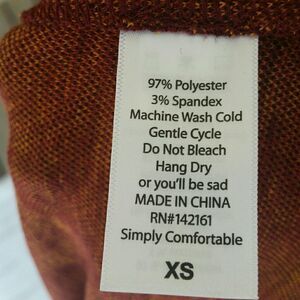 97% Polyester
3% Spandex
Machine Wash Cold
Gentle Cycle
Do Not Bleach
Hang Dry
or you'll be sad
MADE IN CHINA
RN#142161
Simply Comfortable
XS